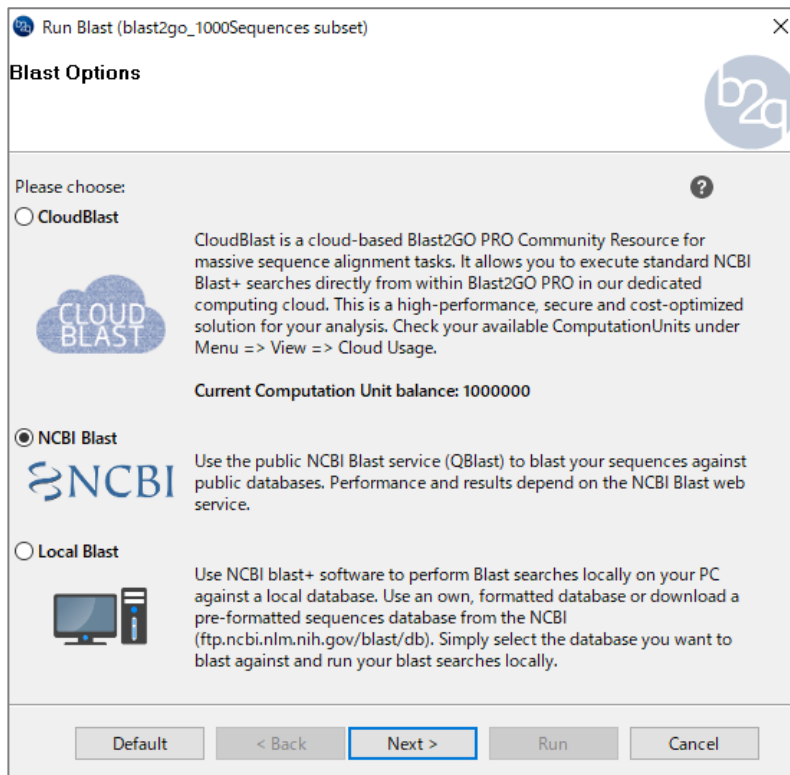 Run Blast (blast2go_1000Sequences subset)
Blast Options
b2g
Please choose:
CloudBlast
CloudBlast is a cloud-based Blast2GO PRO Community Resource for
massive sequence alignment tasks. It allows you to execute standard NCBI
Blast+ searches directly from within Blast2GO PRO in our dedicated
computing cloud. This is a high-performance, secure and cost-optimized
solution for your analysis. Check your available ComputationUnits under
Menu => View => Cloud Usage.
CLOUD
BLAST
Current Computation Unit balance: 1000000
NCBI Blast
NCBI
Use the public NCBI Blast service (QBlast) to blast your sequences against
public databases. Performance and results depend on the NCBI Blast web
service.
Local Blast
Use NCBI blast+ software to perform Blast searches locally on your PC
against a local database. Use an own, formatted database or download a
pre-formatted sequences database from the NCBI
(ftp.ncbi.nlm.nih.gov/blast/db). Simply select the database you want to
blast against and run your blast searches locally.
Default
< Back
Next >
Run
Cancel